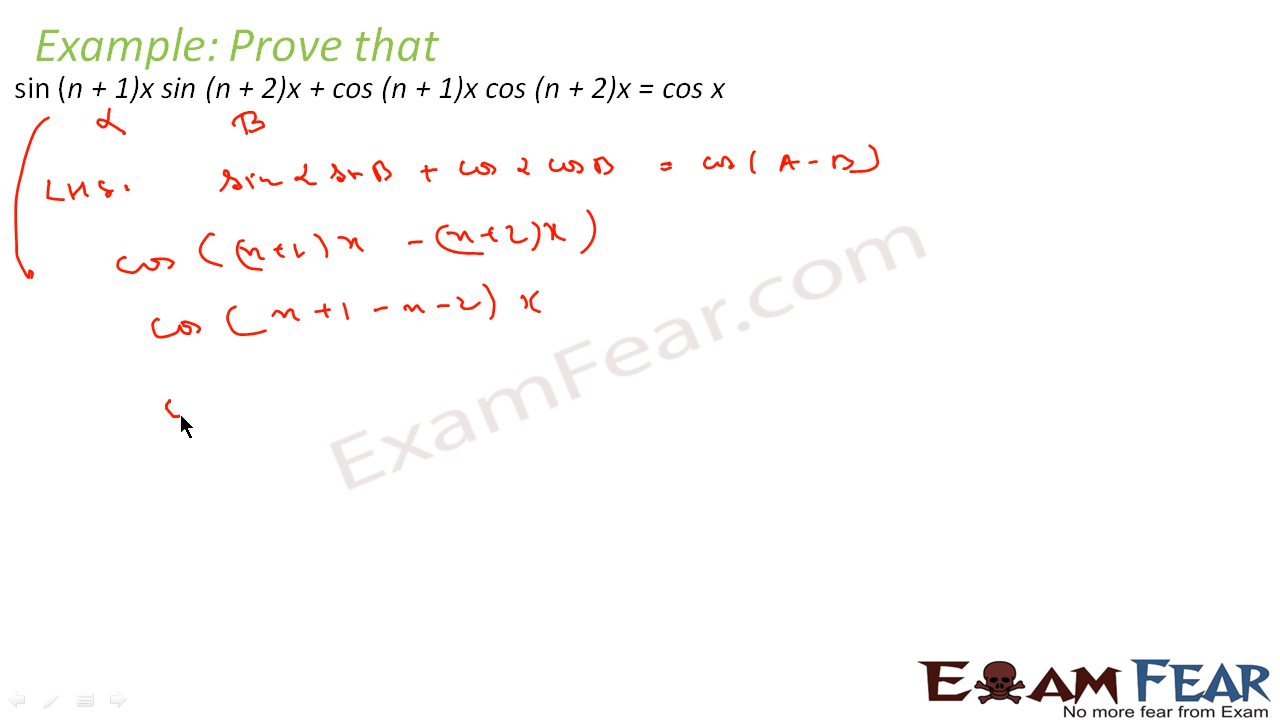 Example: Prove that
sin (n + 1)x sin (n + 2)x + cos (n + 1)x cos (n + 2)x = cos x
α B
LHS. sin α sin B + cos α cos B = cos ( A - B )
cos ( (n+1) x - (n+2) x )
cos ( n + 1 - n - 2 ) x
ExamFear.com
EXAM FEAR
No more fear from Exam